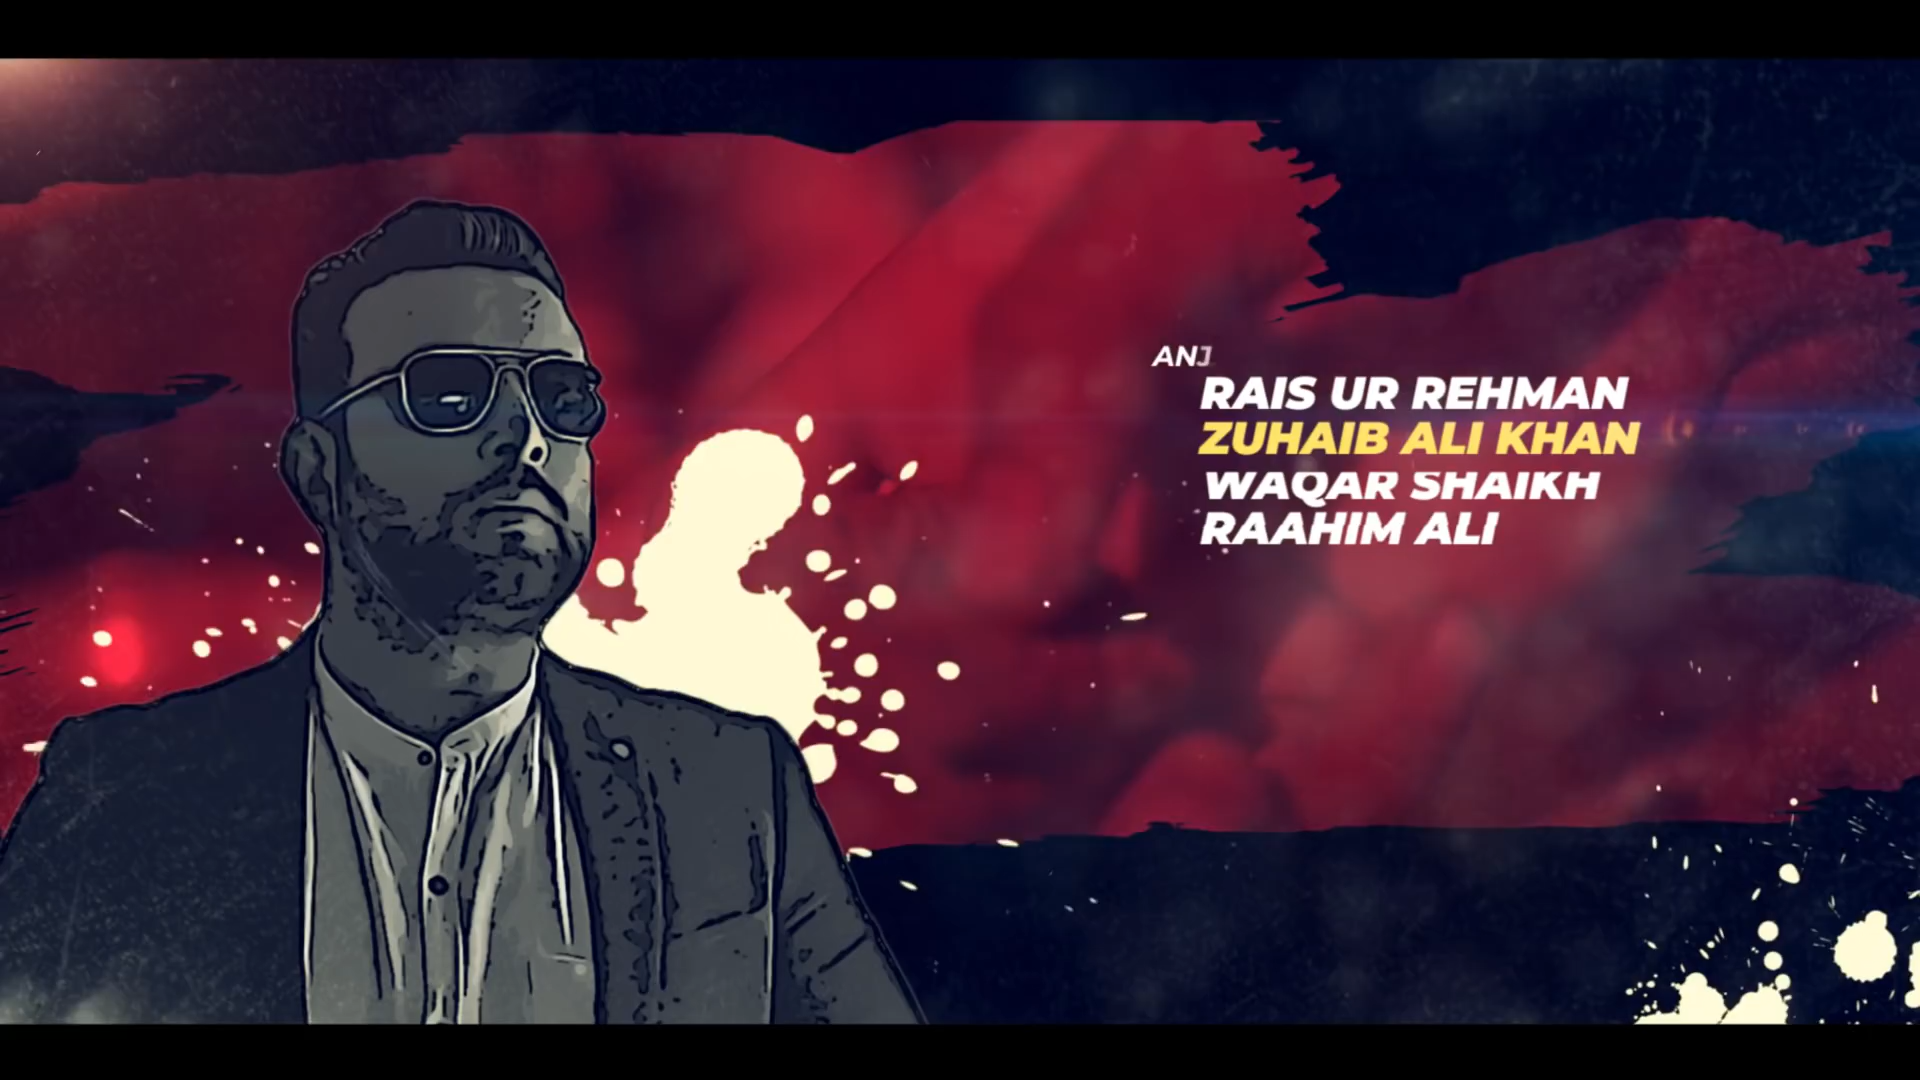 ANJ
RAIS UR REHMAN
ZUHAIB ALI KHAN
WAQAR SHAIKH
RAAHIM ALI